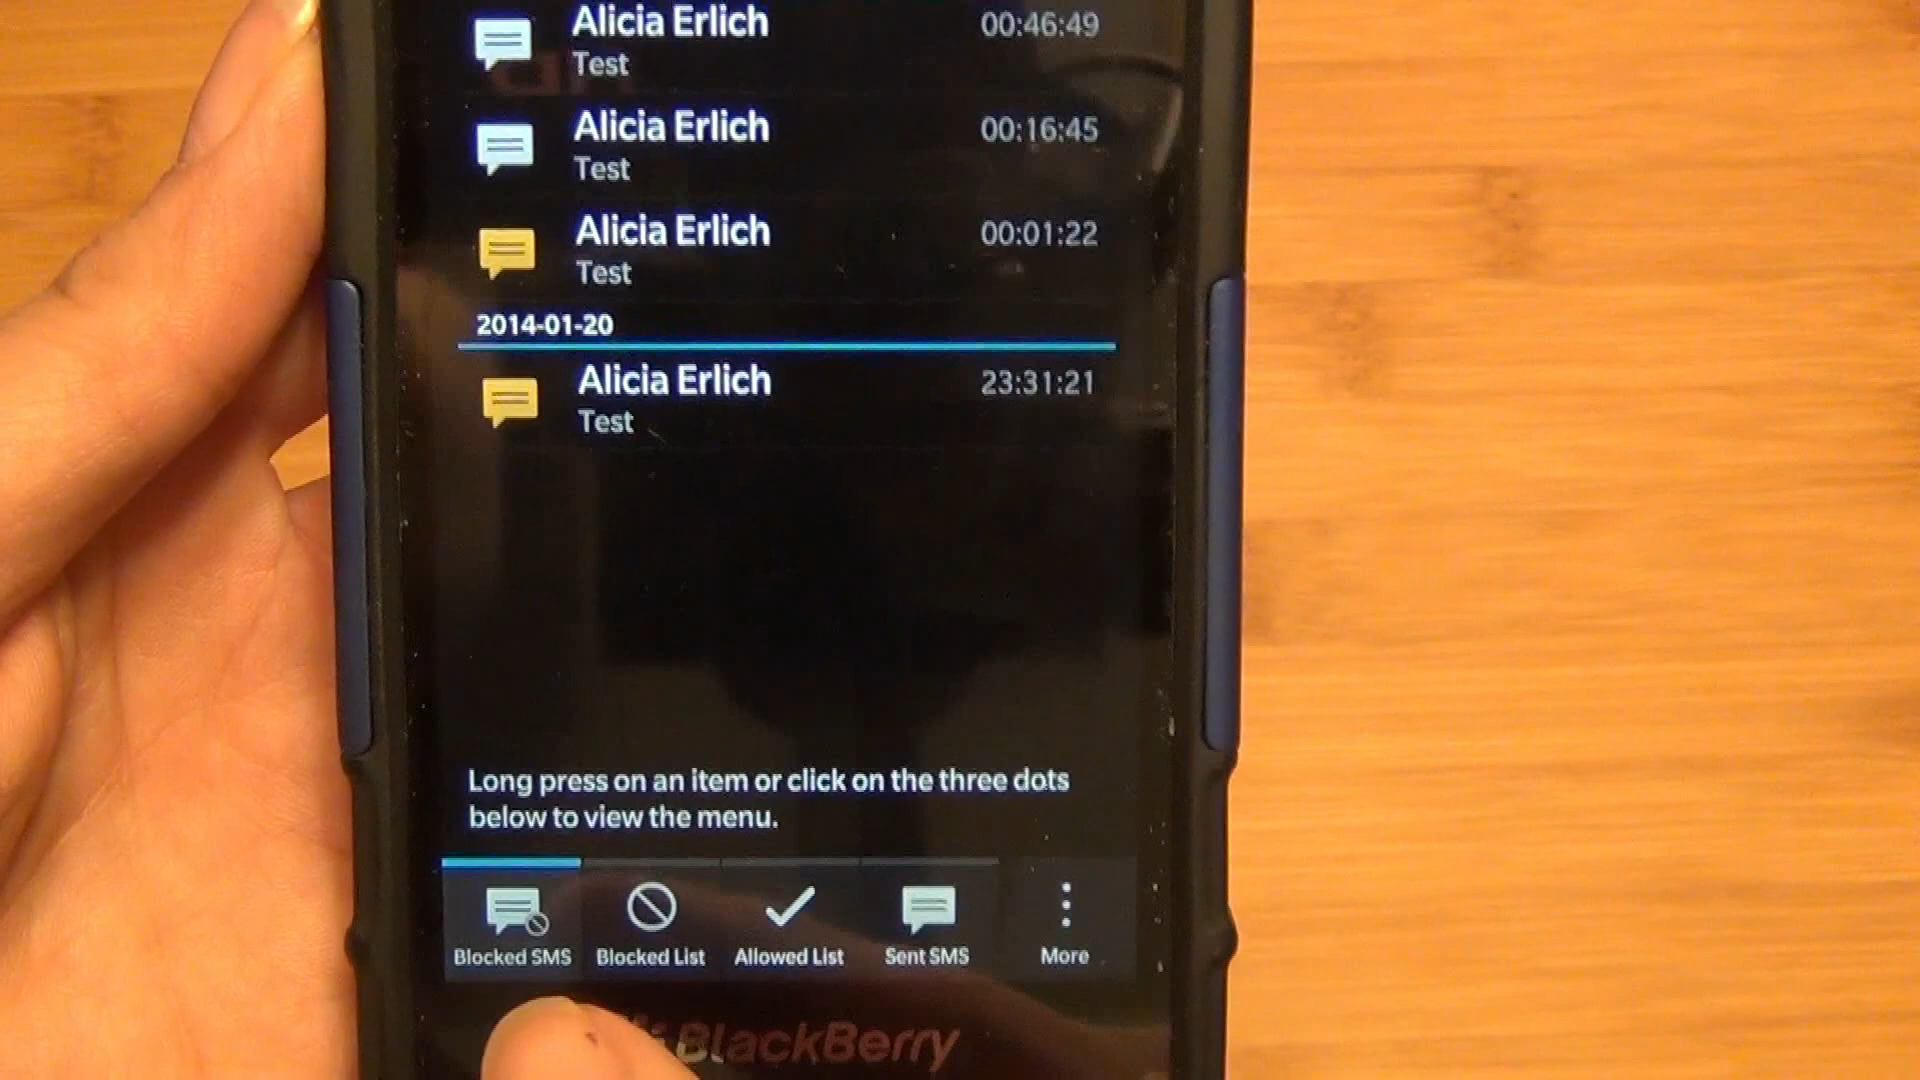 Alicia Erlich 00:46:49
Test
Alicia Erlich 00:16:45
Test
Alicia Erlich 00:01:22
Test
2014-01-20
Alicia Erlich 23:31:21
Test
Long press on an item or click on the three dots
below to view the menu.
Blocked SMS Blocked List Allowed List Sent SMS More
BlackBerry